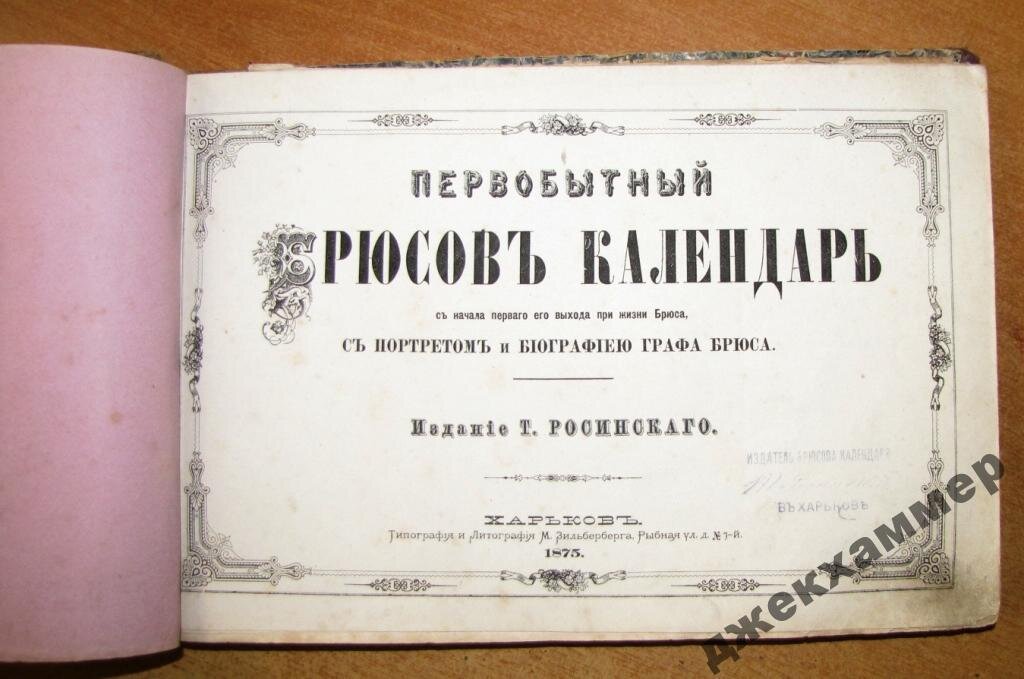 ПЕРВОБЫТНЫЙ
БРЮСОВЪ КАЛЕНДАРЬ
съ начала перваго его выхода при жизни Брюса,
СЪ ПОРТРЕТОМЪ и БІОГРАФІЕЮ ГРАФА БРЮСА.
Изданіе Т. РОСИНСКАГО.
ИЗДАТЕЛЬ БРЮСОВА КАЛЕНДАРЯ
ВЪ ХАРЬКОВѢ
ХАРЬКОВЪ.
Типографія и Литографія М. Зильберберга, Рыбная ул. д. № 7-й.
1875.
джекхаммер